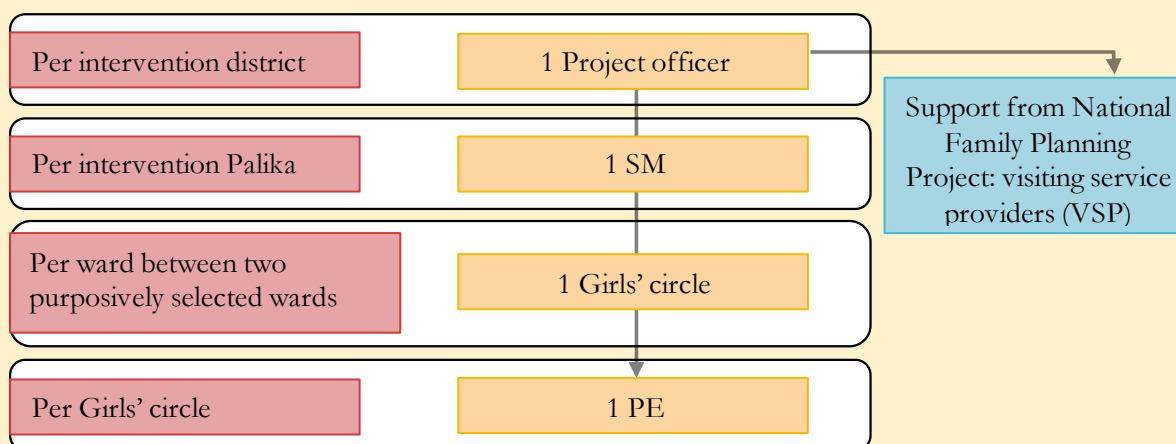 Per intervention district
1 Project officer
Support from National
Family Planning
Project: visiting service
providers (VSP)
Per intervention Palika
1 SM
Per ward between two
purposively selected wards
1 Girls’ circle
Per Girls’ circle
1 PE